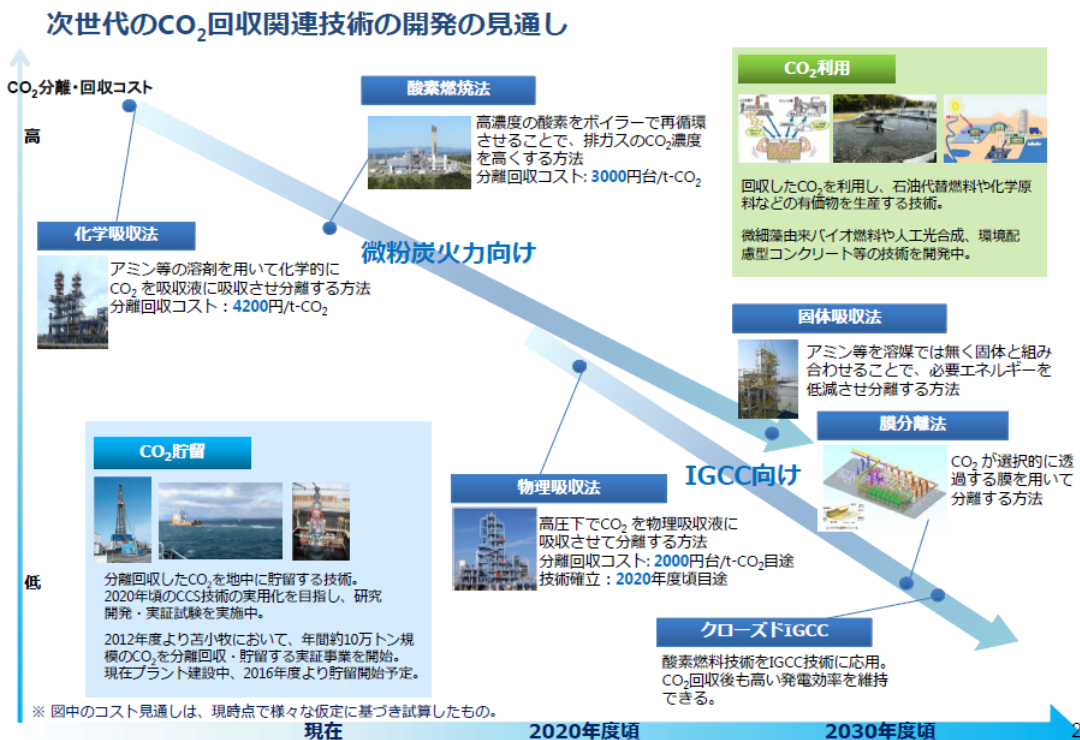 次世代のCO₂回収関連技術の開発の見通し
CO₂分離・回収コスト
高
低
酸素燃焼法
高濃度の酸素をボイラーで再循環
させることで、排ガスのCO₂濃度
を高くする方法
分離回収コスト: 3000円台/t-CO₂
化学吸収法
アミン等の溶剤を用いて化学的に
CO₂ を吸収液に吸収させ分離する方法
分離回収コスト：4200円/t-CO₂
微粉炭火力向け
CO₂利用
回収したCO₂を利用し、石油代替燃料や化学原
料などの有価物を生産する技術。
微細藻由来バイオ燃料や人工光合成、環境配
慮型コンクリート等の技術を開発中。
固体吸収法
アミン等を溶媒では無く固体と組み
合わせることで、必要エネルギーを
低減させ分離する方法
膜分離法
CO₂ が選択的に透
過する膜を用いて
分離する方法
IGCC向け
物理吸収法
高圧下でCO₂ を物理吸収液に
吸収させて分離する方法
分離回収コスト: 2000円台/t-CO₂目途
技術確立：2020年度頃目途
クローズドIGCC
酸素燃料技術をIGCC技術に応用。
CO₂回収後も高い発電効率を維持
できる。
CO₂貯留
分離回収したCO₂を地中に貯留する技術。
2020年頃のCCS技術の実用化を目指し、研究
開発・実証試験を実施中。
2012年度より苫小牧において、年間約10万トン規
模のCO₂を分離回収・貯留する実証事業を開始。
現在プラント建設中、2016年度より貯留開始予定。
※ 図中のコスト見通しは、現時点で様々な仮定に基づき試算したもの。
現在
2020年度頃
2030年度頃